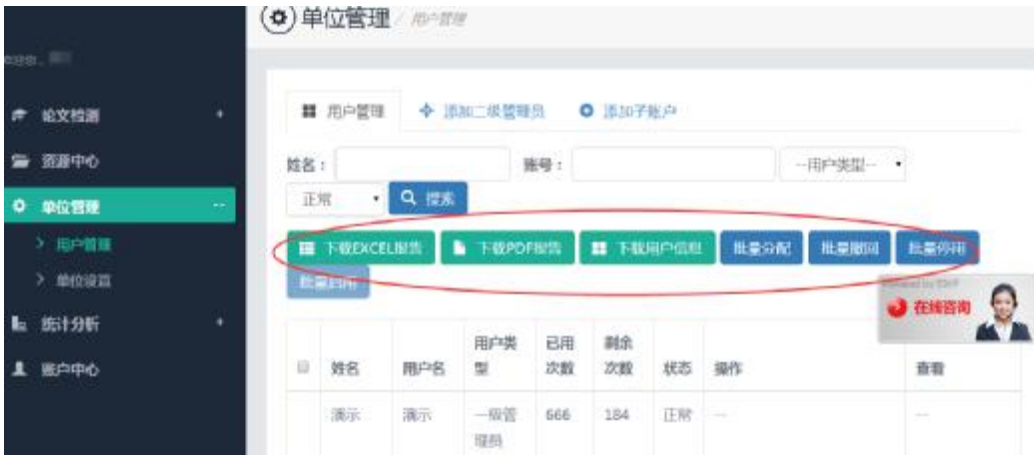 单位管理 / 用户管理
论文检测
资源中心
单位管理
用户管理
单位设置
统计分析
账户中心
用户管理 添加二级管理员 添加子账户
姓名： 账号： --用户类型--
正常 搜索
下载EXCEL报告 下载PDF报告 下载用户信息 批量分配 批量撤回 批量停用
批量启用
在线咨询
姓名 用户名 用户类型 已用次数 剩余次数 状态 操作 查看
演示 演示 一级管理员 666 184 正常 -- --